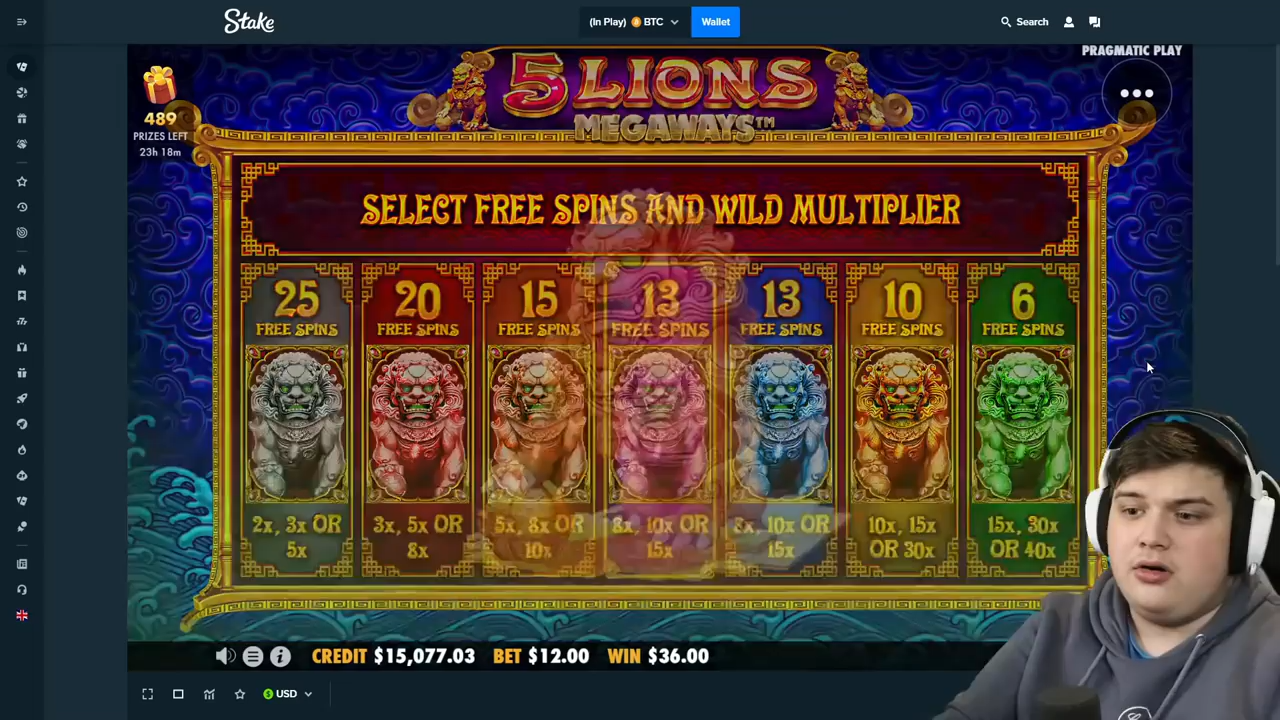 Stake
(In Play) BTC
Wallet
Search
PRAGMATIC PLAY
5 LIONS
MEGAWAYS™
489
PRIZES LEFT
23h 18m
SELECT FREE SPINS AND WILD MULTIPLIER
25
FREE SPINS
2x, 3x OR
5x
20
FREE SPINS
3x, 5x OR
8x
15
FREE SPINS
5x, 8x OR
10x
13
FREE SPINS
8x, 10x OR
15x
13
FREE SPINS
8x, 10x OR
15x
10
FREE SPINS
10x, 15x
OR 30x
6
FREE SPINS
15x, 30x
OR 40x
CREDIT $15,077.03 BET $12.00 WIN $36.00
USD